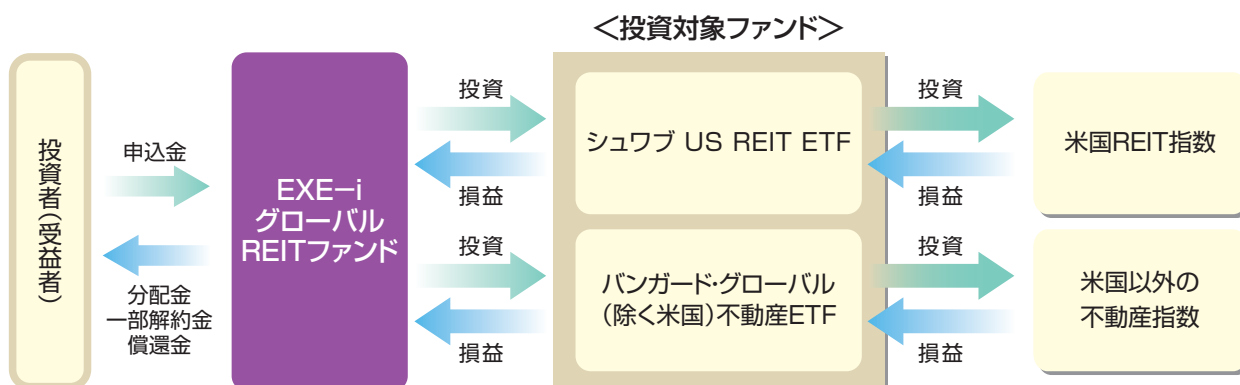 <投資対象ファンド>
投資者(受益者)
申込金
分配金
一部解約金
償還金
EXE-i
グローバル
REITファンド
投資
損益
投資
損益
シュワブ US REIT ETF
バンガード・グローバル
(除く米国)不動産ETF
投資
損益
投資
損益
米国REIT指数
米国以外の
不動産指数